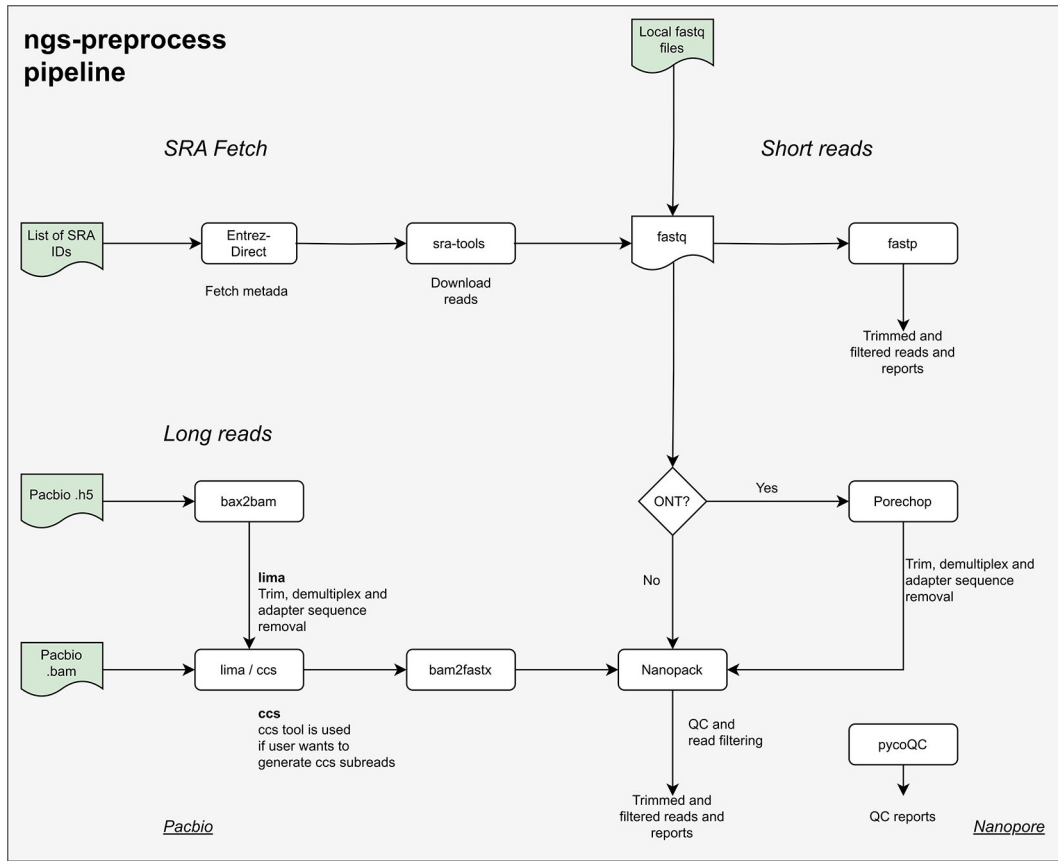 ngs-preprocess
pipeline
Local fastq
files
SRA Fetch
Short reads
List of SRA
IDs
Entrez-
Direct
sra-tools
fastq
fastp
Fetch metada
Download
reads
Trimmed and
filtered reads and
reports
Long reads
Pacbio .h5
bax2bam
ONT?
Yes
Porechop
lima
Trim, demultiplex and
adapter sequence
removal
No
Trim, demultiplex and
adapter sequence
removal
Pacbio
.bam
lima / ccs
bam2fastx
Nanopack
ccs
ccs tool is used
if user wants to
generate ccs subreads
QC and
read filtering
pycoQC
Trimmed and
filtered reads and
reports
QC reports
Pacbio
Nanopore